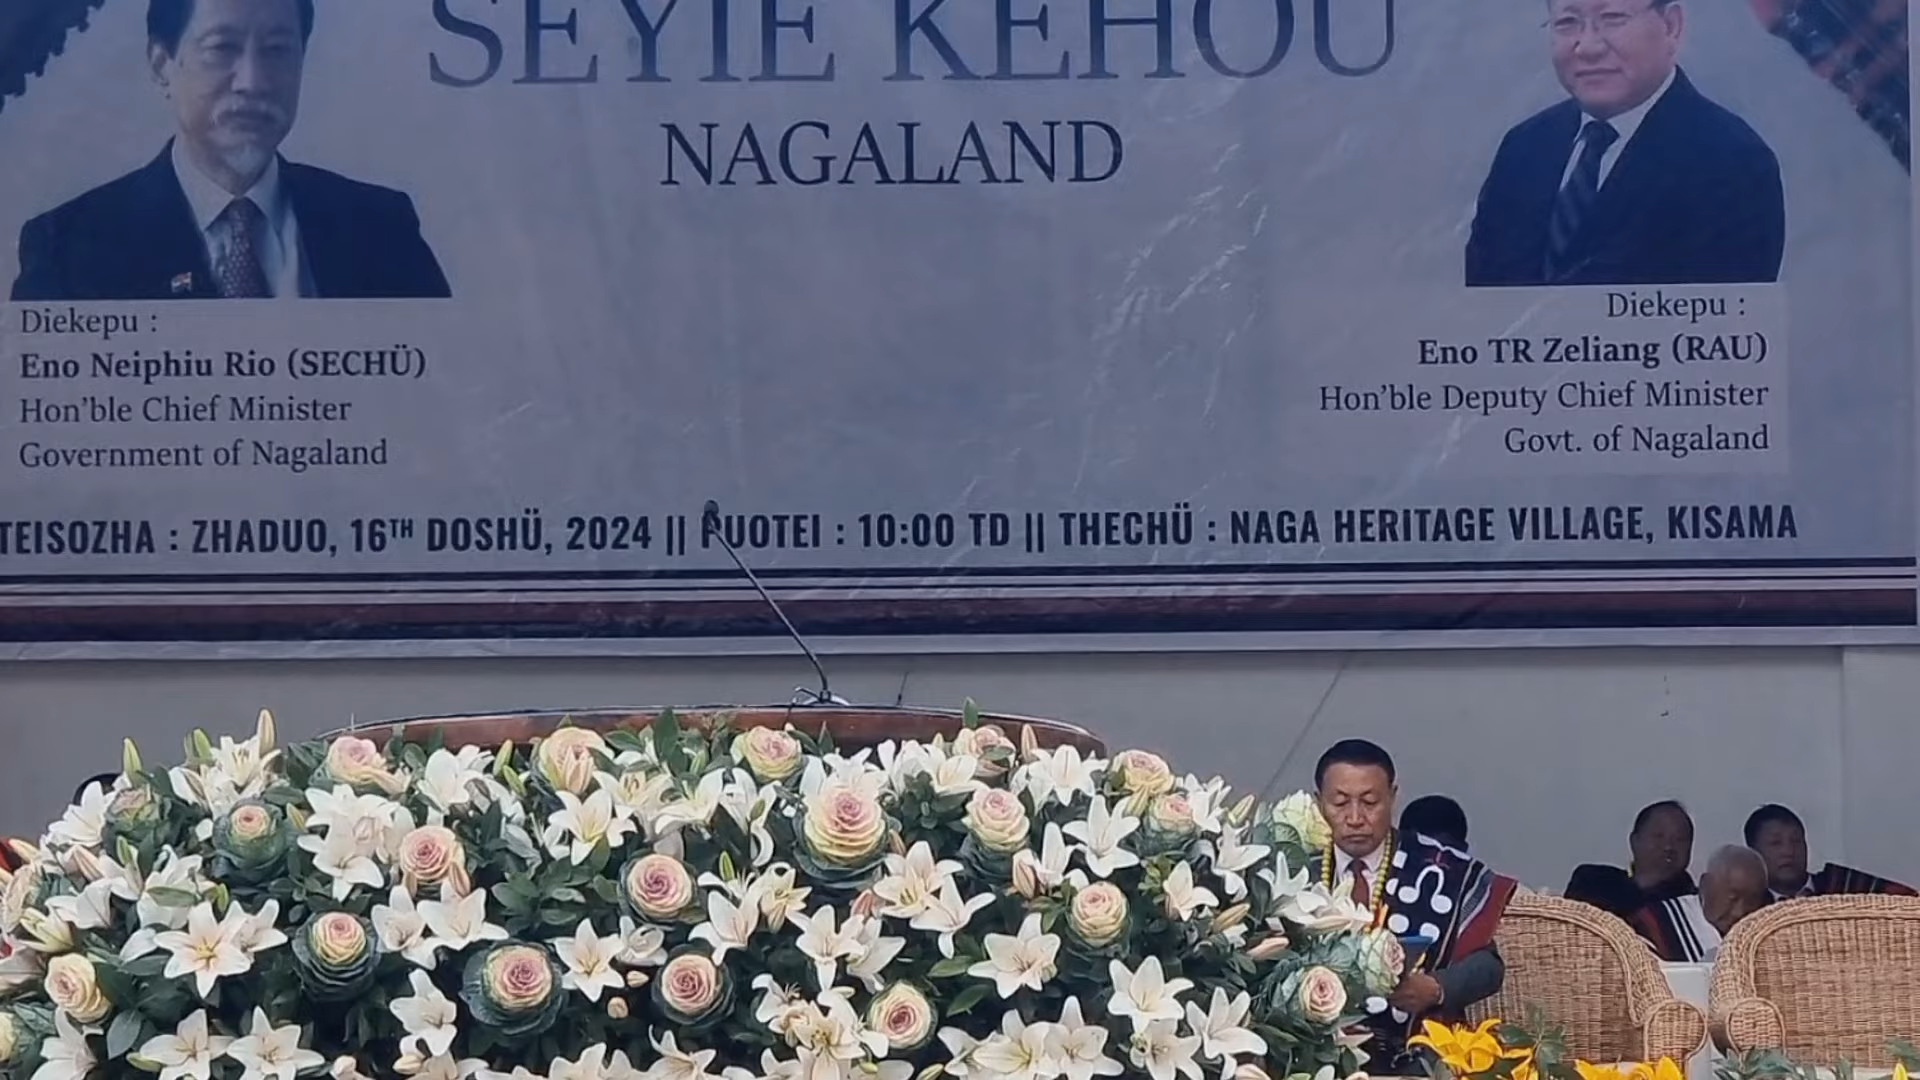 SEYIE KEHOU
NAGALAND
Diekepu :
Eno Neiphiu Rio (SECHÜ)
Hon'ble Chief Minister
Government of Nagaland
Diekepu :
Eno TR Zeliang (RAU)
Hon'ble Deputy Chief Minister
Govt. of Nagaland
TEISOZHA : ZHADUO, 16TH DOSHÜ, 2024 || PUOTEI : 10:00 TD || THECHÜ : NAGA HERITAGE VILLAGE, KISAMA